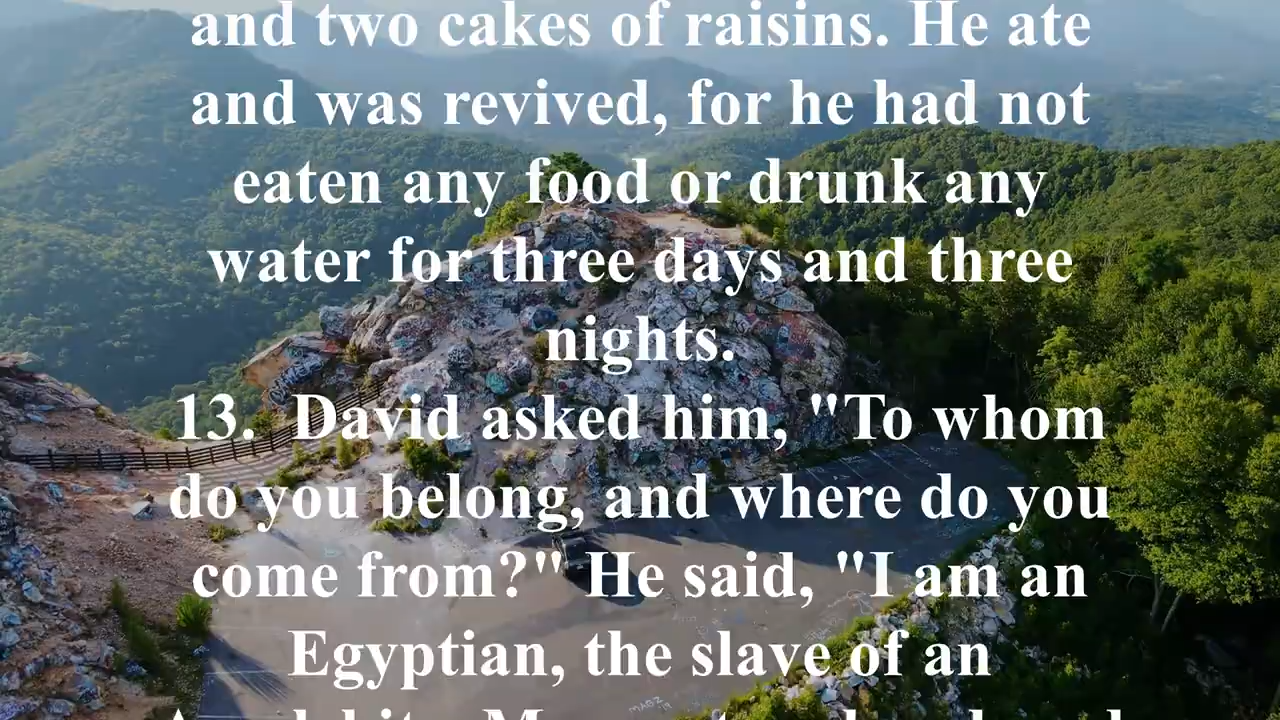 and two cakes of raisins. He ate
and was revived, for he had not
eaten any food or drunk any
water for three days and three
nights.
13. David asked him, "To whom
do you belong, and where do you
come from?" He said, "I am an
Egyptian, the slave of an